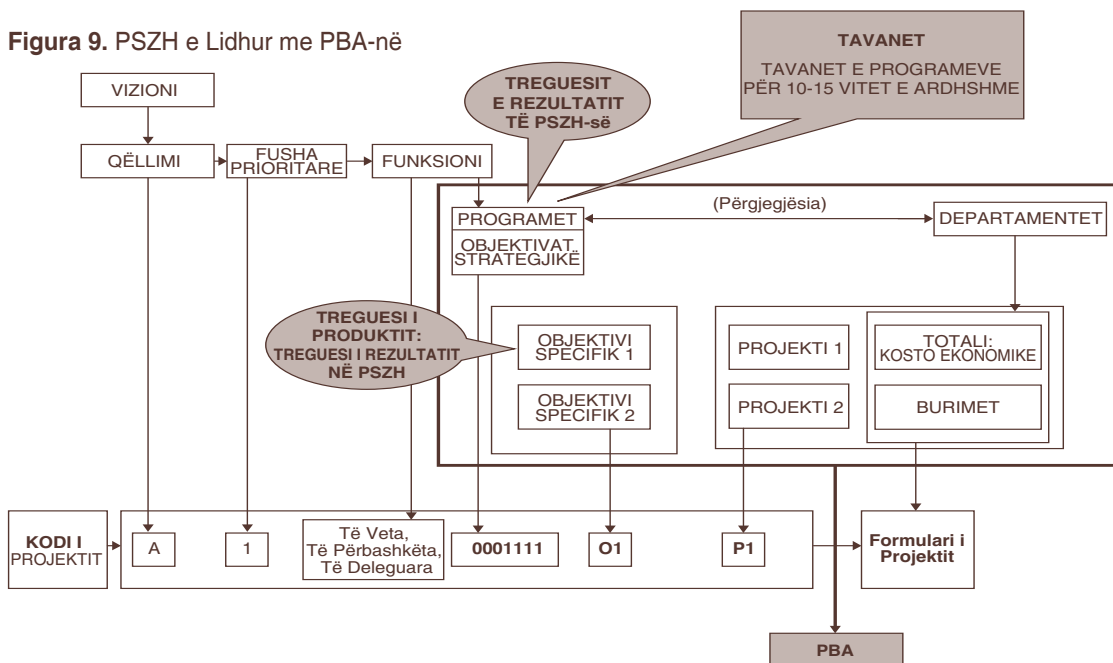 Figura 9. PSZH e Lidhur me PBA-në
TAVANET
TAVANET E PROGRAMEVE
PËR 10-15 VITET E ARDHSHME
TREGUESIT
E REZULTATIT
TË PSZH-së
VIZIONI
QËLLIMI
FUSHA
PRIORITARE
FUNKSIONI
PROGRAMET
OBJEKTIVAT
STRATEGJIKË
(Përgjegjësia)
DEPARTAMENTET
TREGUESI I
PRODUKTIT:
TREGUESI I REZULTATIT
NË PSZH
OBJEKTIVI
SPECIFIK 1
OBJEKTIVI
SPECIFIK 2
PROJEKTI 1
PROJEKTI 2
TOTALI:
KOSTO EKONOMIKE
BURIMET
KODI I
PROJEKTIT
A
1
Të Veta,
Të Përbashkëta,
Të Deleguara
0001111
O1
P1
Formulari i
Projektit
PBA